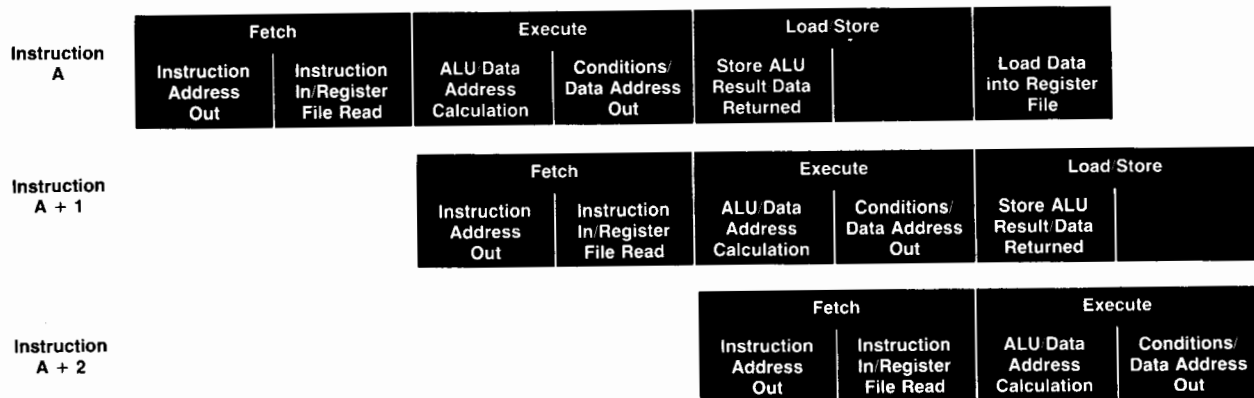 Instruction
A
Fetch
Execute
Load Store
Instruction
Address
Out
Instruction
In/Register
File Read
ALU/Data
Address
Calculation
Conditions/
Data Address
Out
Store ALU
Result Data
Returned
Load Data
into Register
File
Instruction
A + 1
Fetch
Execute
Load/Store
Instruction
Address
Out
Instruction
In/Register
File Read
ALU/Data
Address
Calculation
Conditions/
Data Address
Out
Store ALU
Result/Data
Returned
Instruction
A + 2
Fetch
Execute
Instruction
Address
Out
Instruction
In/Register
File Read
ALU/Data
Address
Calculation
Conditions/
Data Address
Out